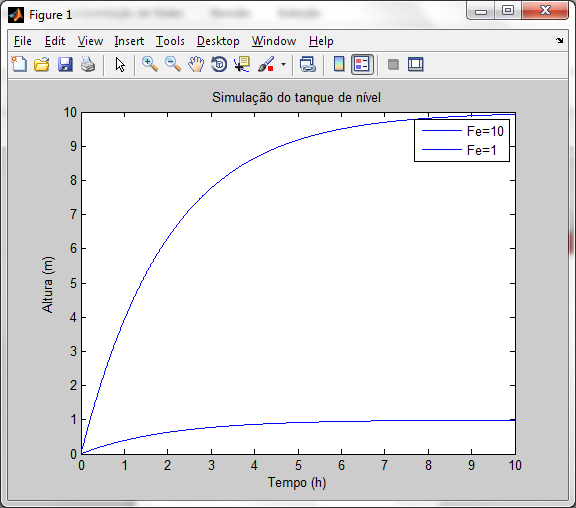 Figure 1
File Edit View Insert Tools Desktop Window Help
Simulação do tanque de nível
Altura (m)
10
9
8
7
6
5
4
3
2
1
0
Fe=10
Fe=1
0 1 2 3 4 5 6 7 8 9 10
Tempo (h)